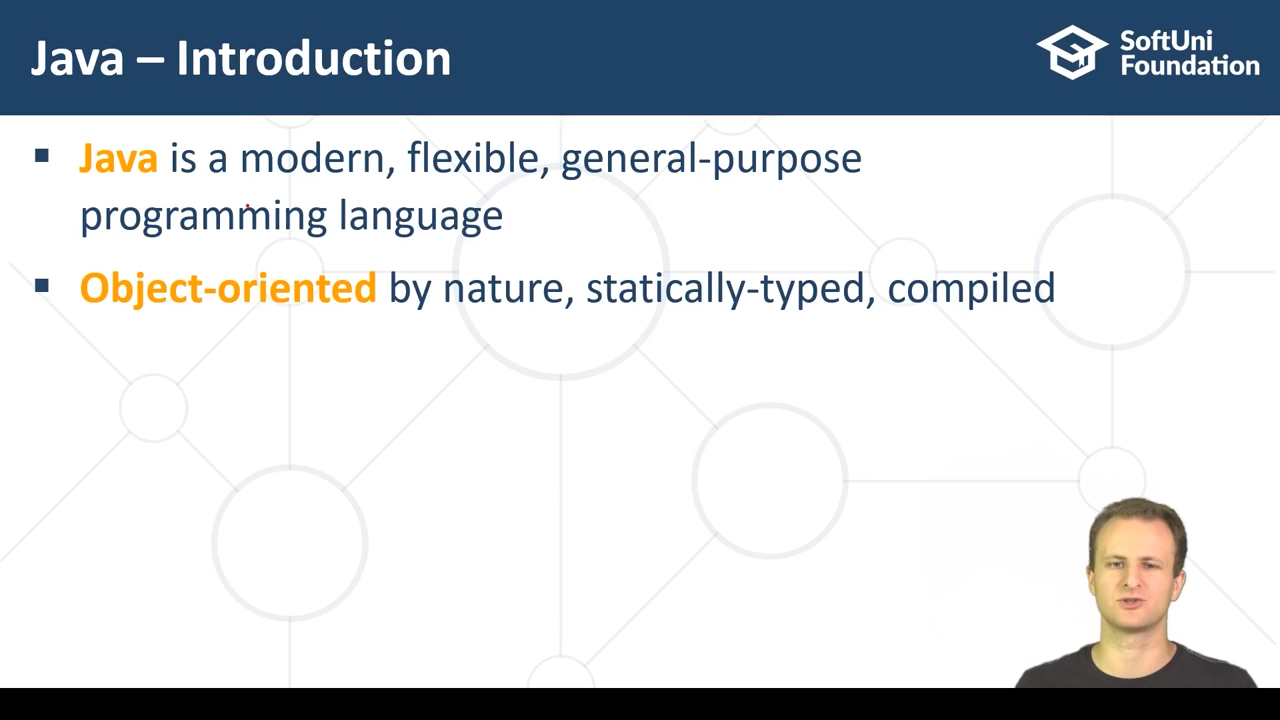 Java – Introduction
SoftUni
Foundation
Java is a modern, flexible, general-purpose
programming language
Object-oriented by nature, statically-typed, compiled